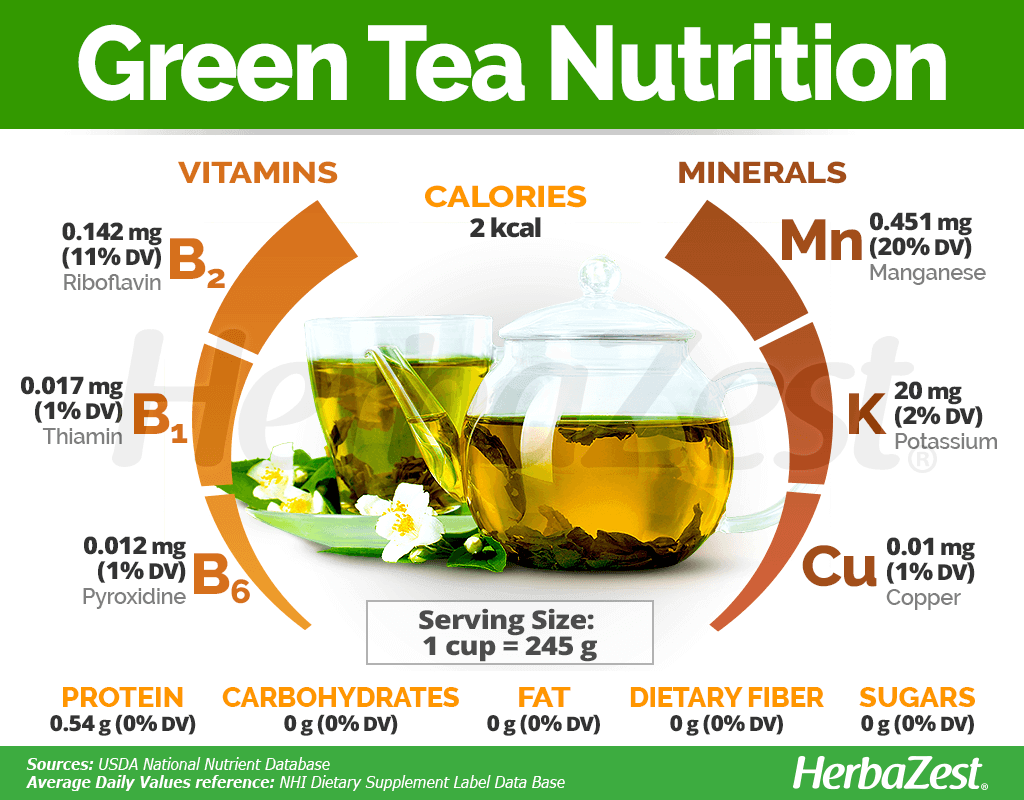 Green Tea Nutrition
VITAMINS
0.142 mg
(11% DV)
Riboflavin
B₂
0.017 mg
(1% DV)
Thiamin
B₁
0.012 mg
(1% DV)
Pyroxidine
B₆
CALORIES
2 kcal
MINERALS
Mn
0.451 mg
(20% DV)
Manganese
K
20 mg
(2% DV)
Potassium
Cu
0.01 mg
(1% DV)
Copper
HerbaZest®
Serving Size:
1 cup = 245 g
PROTEIN
0.54 g (0% DV)
CARBOHYDRATES
0 g (0% DV)
FAT
0 g (0% DV)
DIETARY FIBER
0 g (0% DV)
SUGARS
0 g (0% DV)
Sources: USDA National Nutrient Database
Average Daily Values reference: NHI Dietary Supplement Label Data Base
HerbaZest®